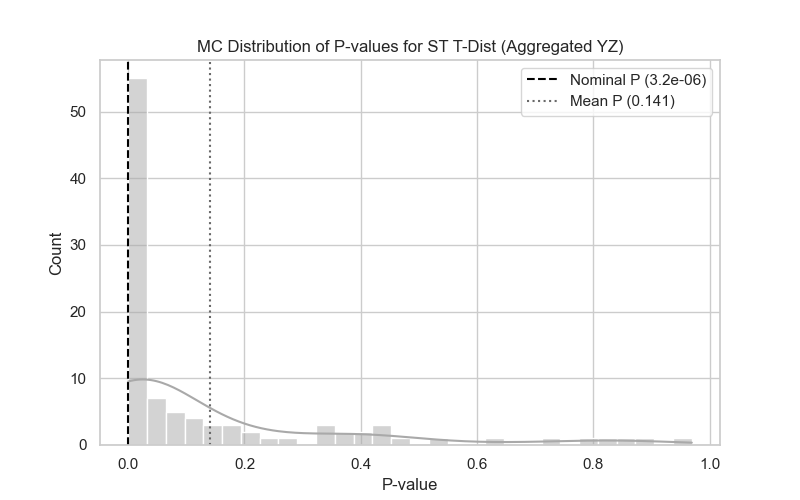 MC Distribution of P-values for ST T-Dist (Aggregated YZ)
Nominal P (3.2e-06)
Mean P (0.141)
Count
50
40
30
20
10
0
0.0 0.2 0.4 0.6 0.8 1.0
P-value